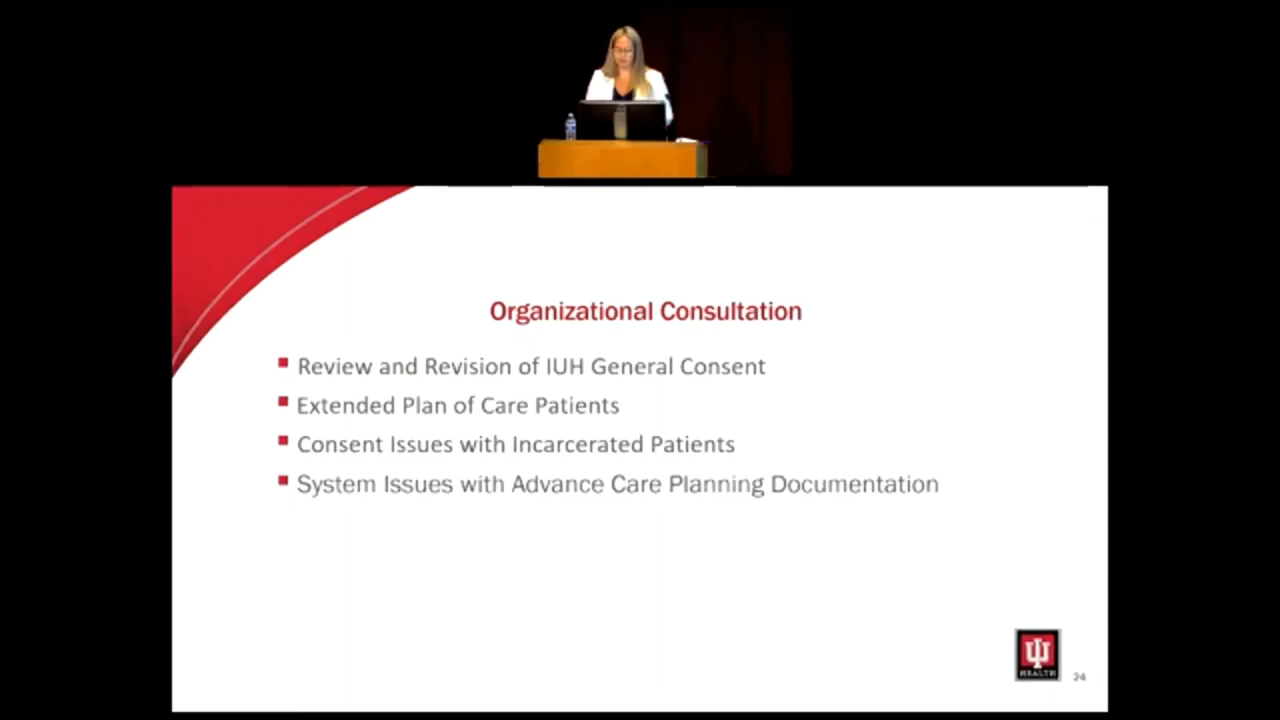 Organizational Consultation
Review and Revision of IUH General Consent
Extended Plan of Care Patients
Consent Issues with Incarcerated Patients
System Issues with Advance Care Planning Documentation
HEALTH
24